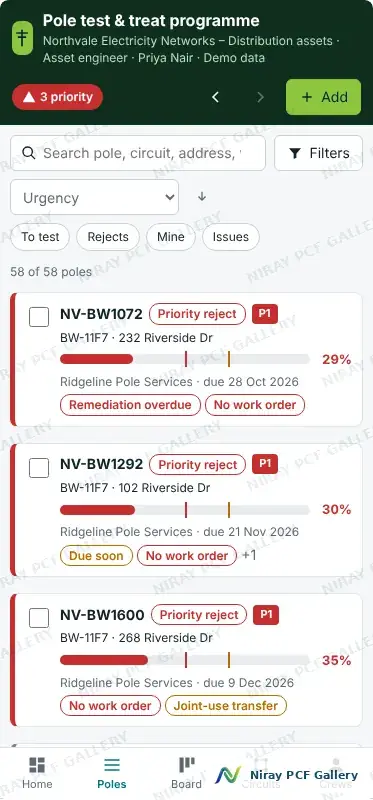 Pole test & treat programme
Northvale Electricity Networks – Distribution assets ·
Asset engineer · Priya Nair · Demo data
3 priority
+ Add
Search pole, circuit, address,
Filters
Urgency
To test
Rejects
Mine
Issues
58 of 58 poles
NV-BW1072 Priority reject P1
BW-11F7 · 232 Riverside Dr
29%
Ridgeline Pole Services · due 28 Oct 2026
Remediation overdue No work order
NV-BW1292 Priority reject P1
BW-11F7 · 102 Riverside Dr
30%
Ridgeline Pole Services · due 21 Nov 2026
Due soon No work order +1
NV-BW1600 Priority reject P1
BW-11F7 · 268 Riverside Dr
35%
Ridgeline Pole Services · due 9 Dec 2026
No work order Joint-use transfer
Home
Poles
Board
Circuits
Crews
Niray PCF Gallery
NIRAY PCF GALLERY